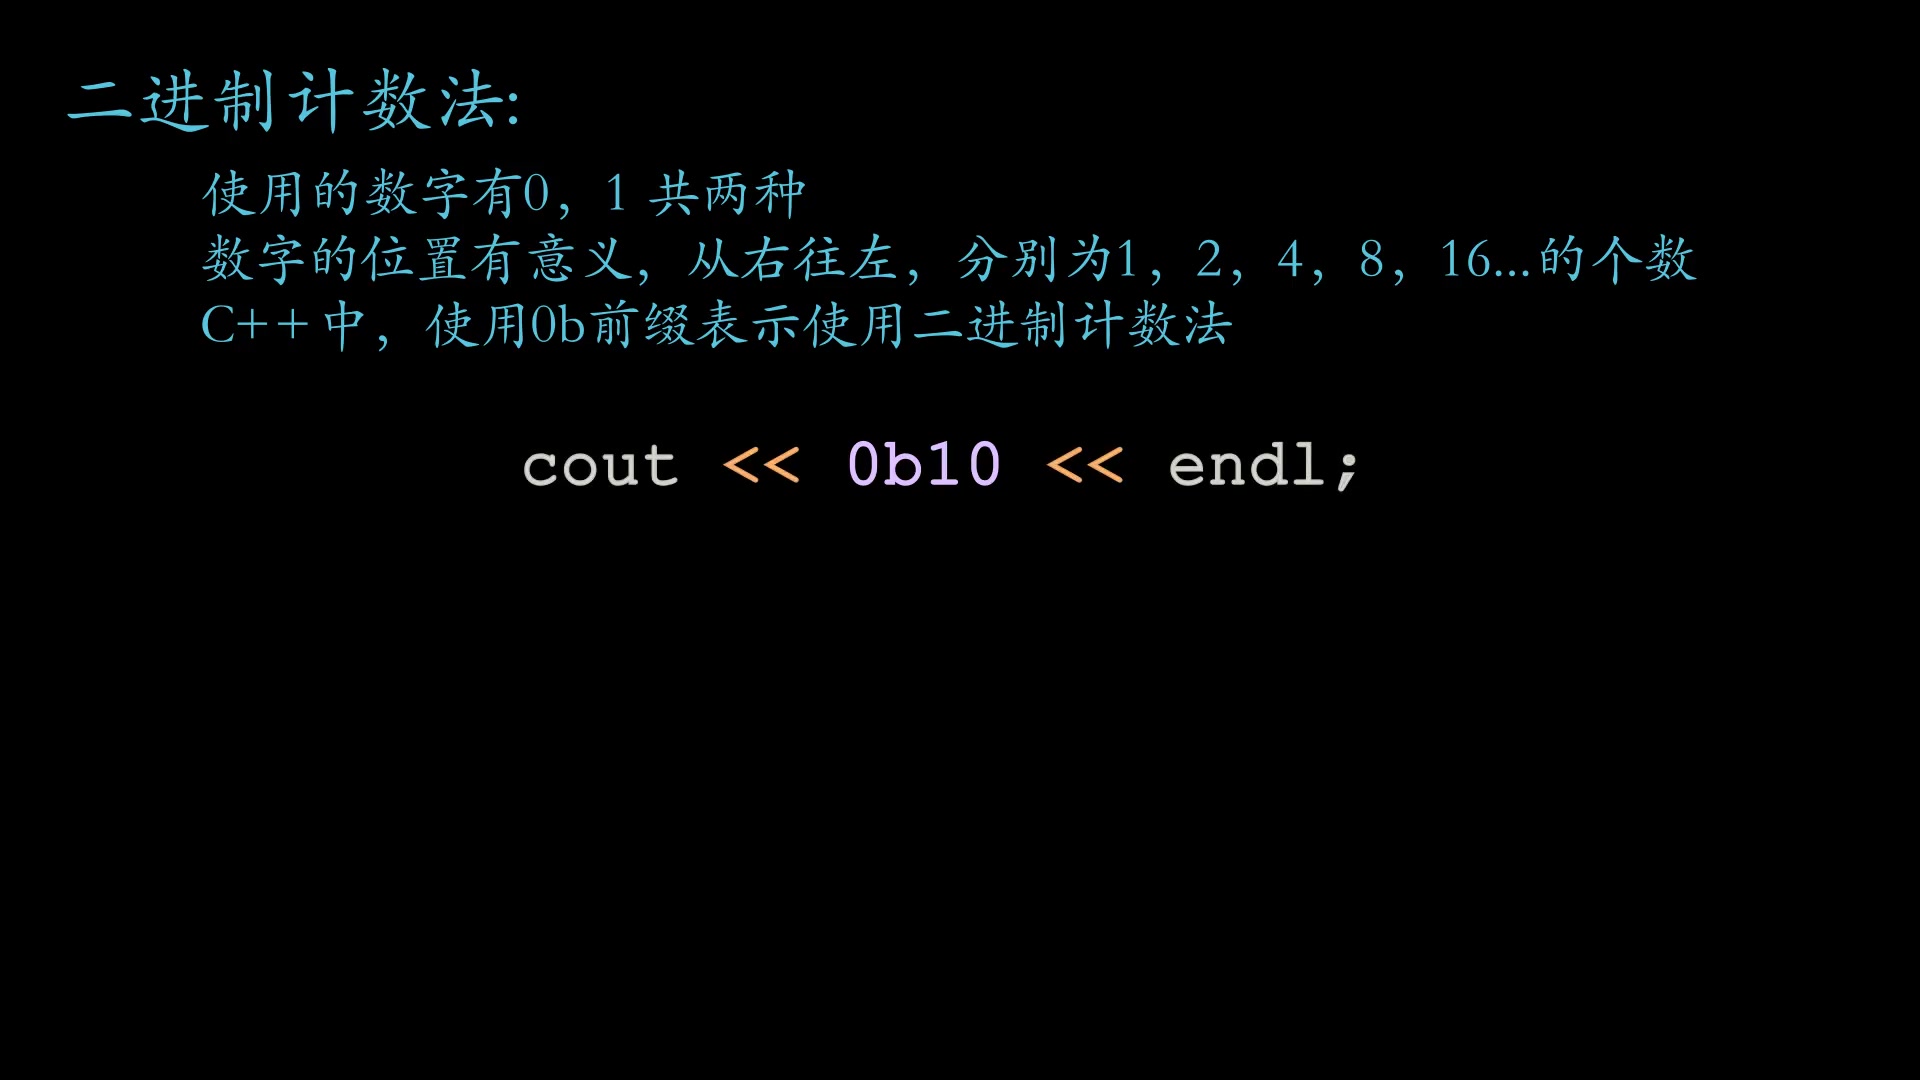 二进制计数法:
使用的数字有0，1 共两种
数字的位置有意义，从右往左，分别为1，2，4，8，16...的个数
C++中，使用0b前缀表示使用二进制计数法
cout << 0b10 << endl;